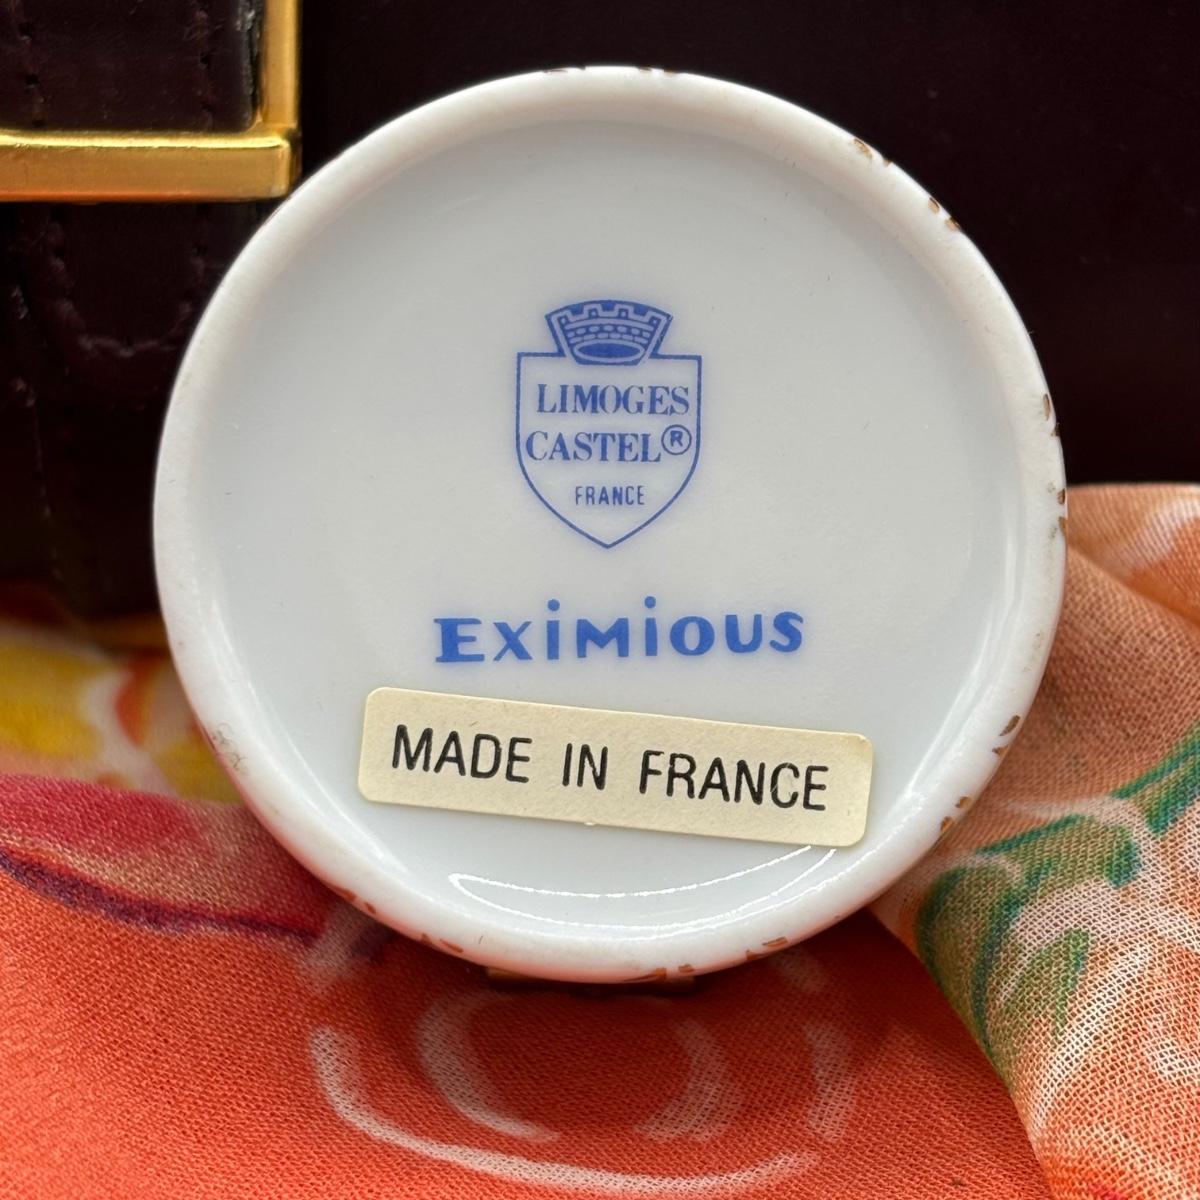 LIMOGES
CASTEL®
FRANCE
EXiMiOUS
MADE IN FRANCE